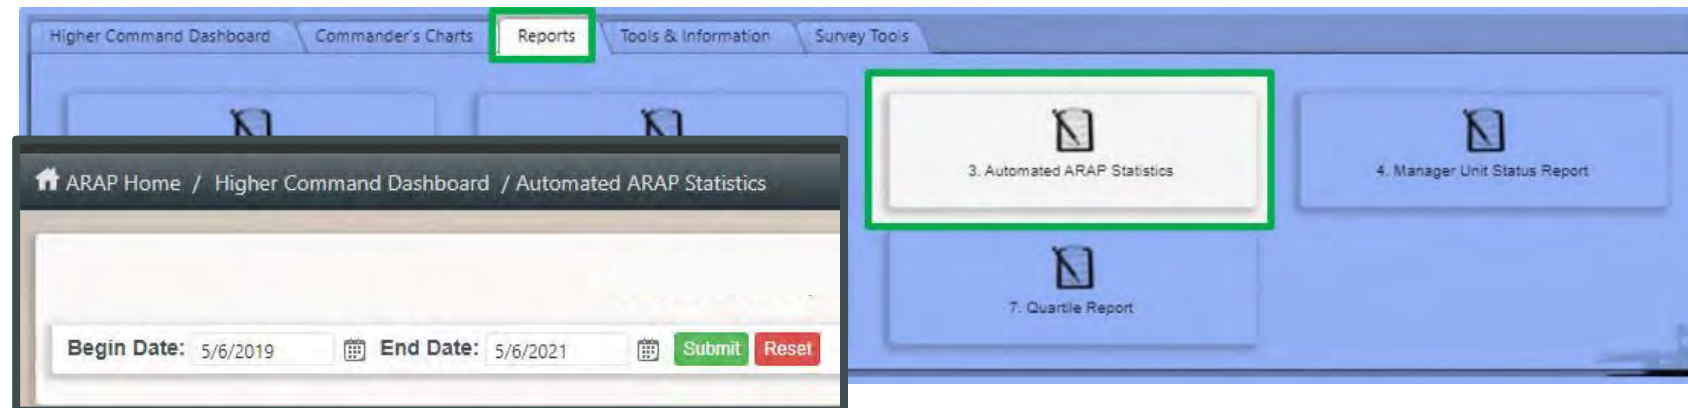 Higher Command Dashboard Commander's Charts Reports Tools & Information Survey Tools
3. Automated ARAP Statistics
4. Manager Unit Status Report
7. Quartile Report
ARAP Home / Higher Command Dashboard / Automated ARAP Statistics
Begin Date: 5/6/2019 End Date: 5/6/2021 Submit Reset